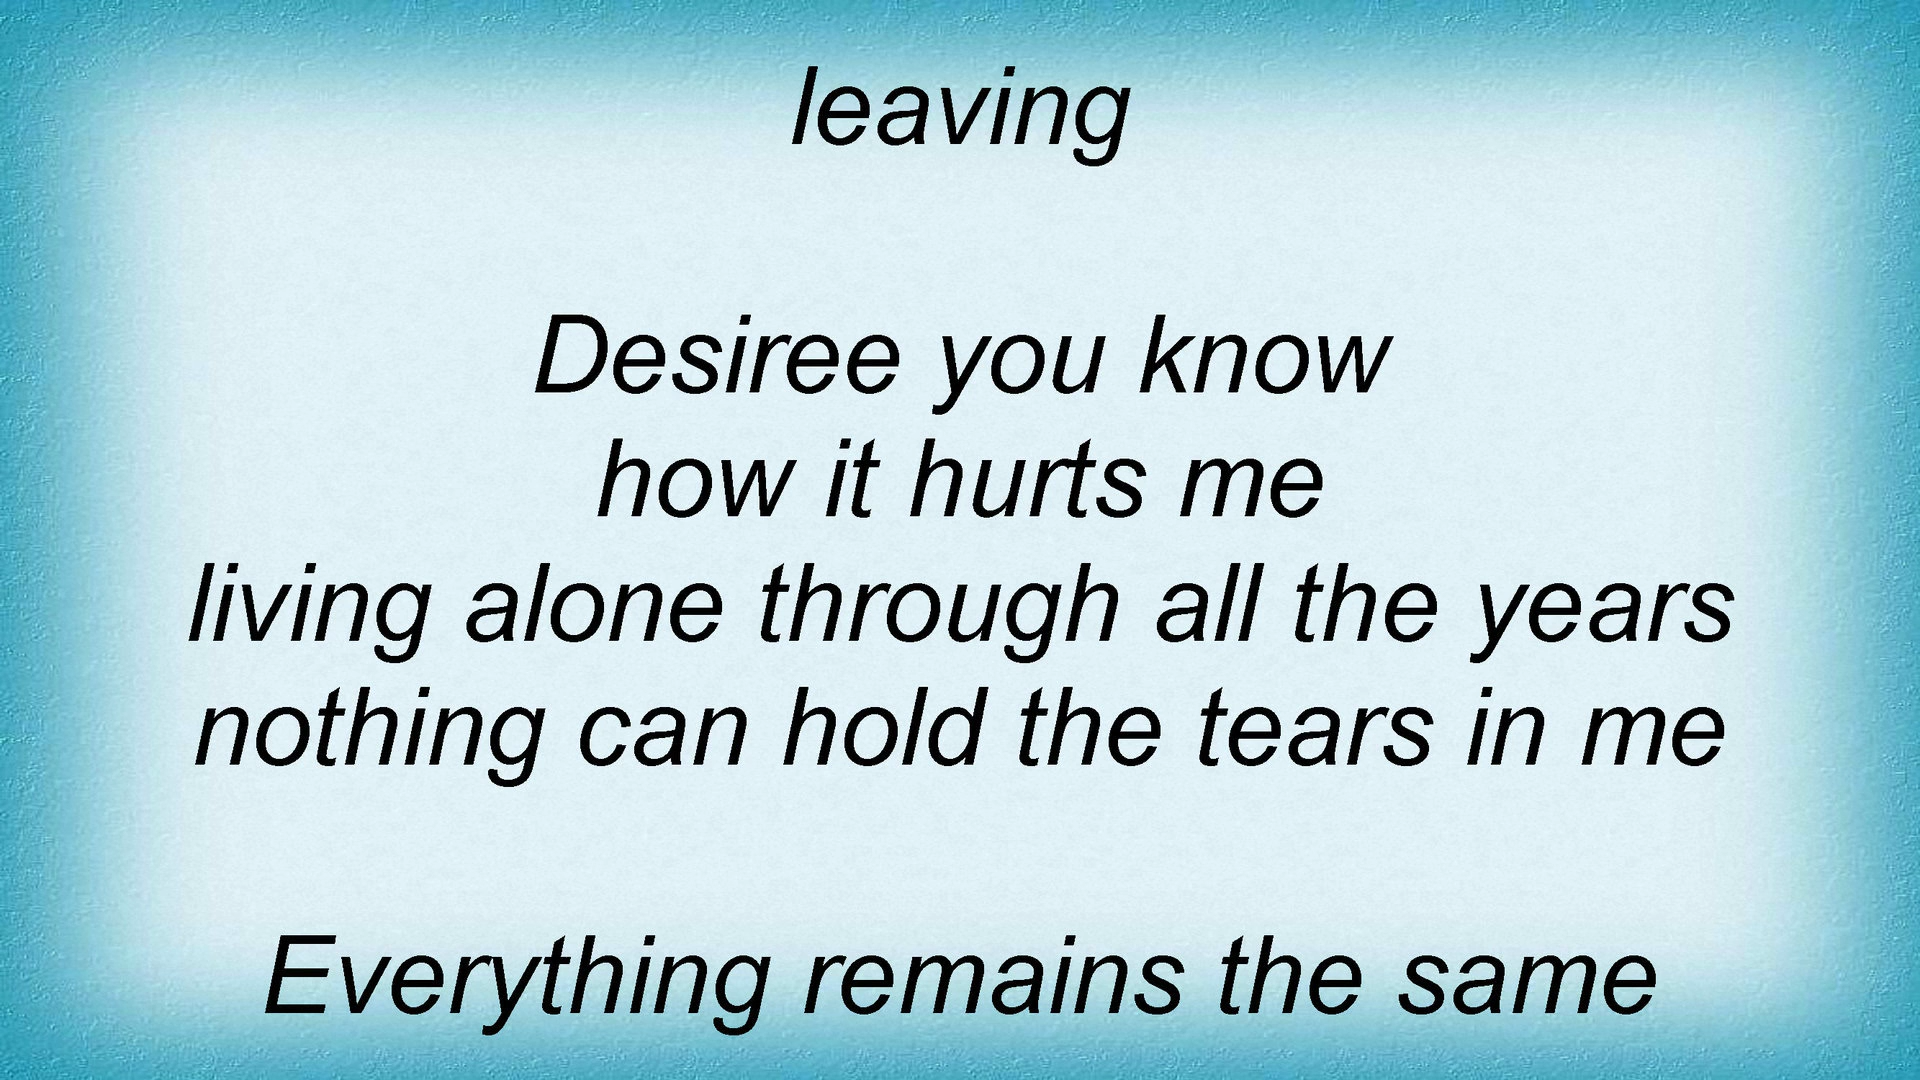 leaving
Desiree you know
how it hurts me
living alone through all the years
nothing can hold the tears in me
Everything remains the same